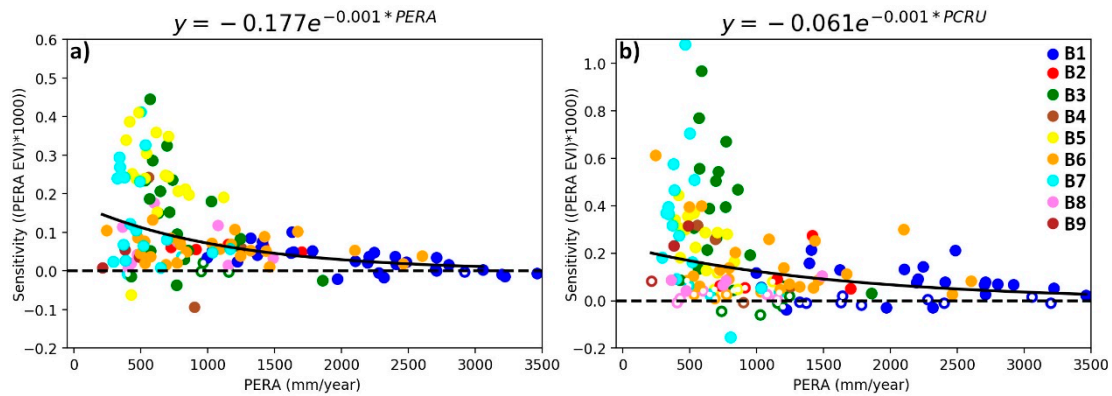 y = −0.177e^{−0.001*PERA}
y = −0.061e^{−0.001*PCRU}
a)
0.6
0.5
0.4
0.3
0.2
0.1
0.0
−0.1
−0.2
Sensitivity ((PERA EVI)*1000))
0
500
1000
1500
2000
2500
3000
3500
PERA (mm/year)
b)
1.0
0.8
0.6
0.4
0.2
0.0
−0.2
Sensitivity ((PERA EVI)*1000))
0
500
1000
1500
2000
2500
3000
3500
PERA (mm/year)
B1
B2
B3
B4
B5
B6
B7
B8
B9